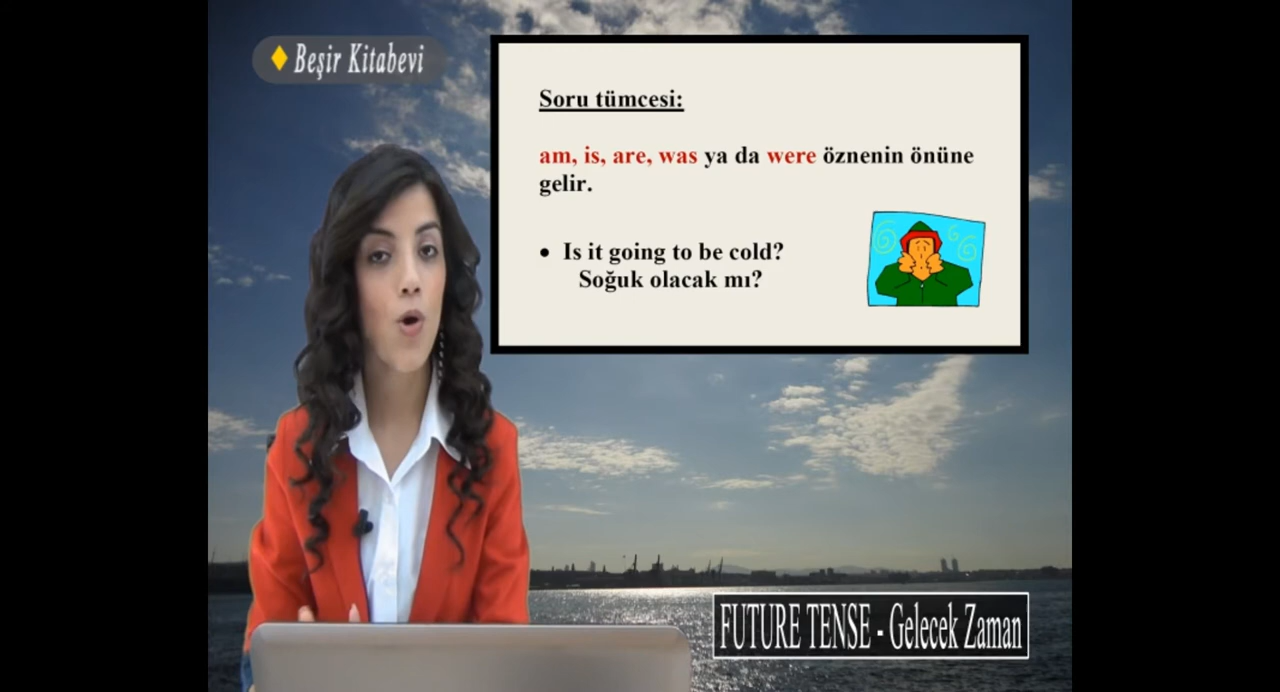 Beşir Kitabevi
Soru tümcesi:
am, is, are, was ya da were öznenin önüne
gelir.
• Is it going to be cold?
Soğuk olacak mı?
FUTURE TENSE - Gelecek Zaman